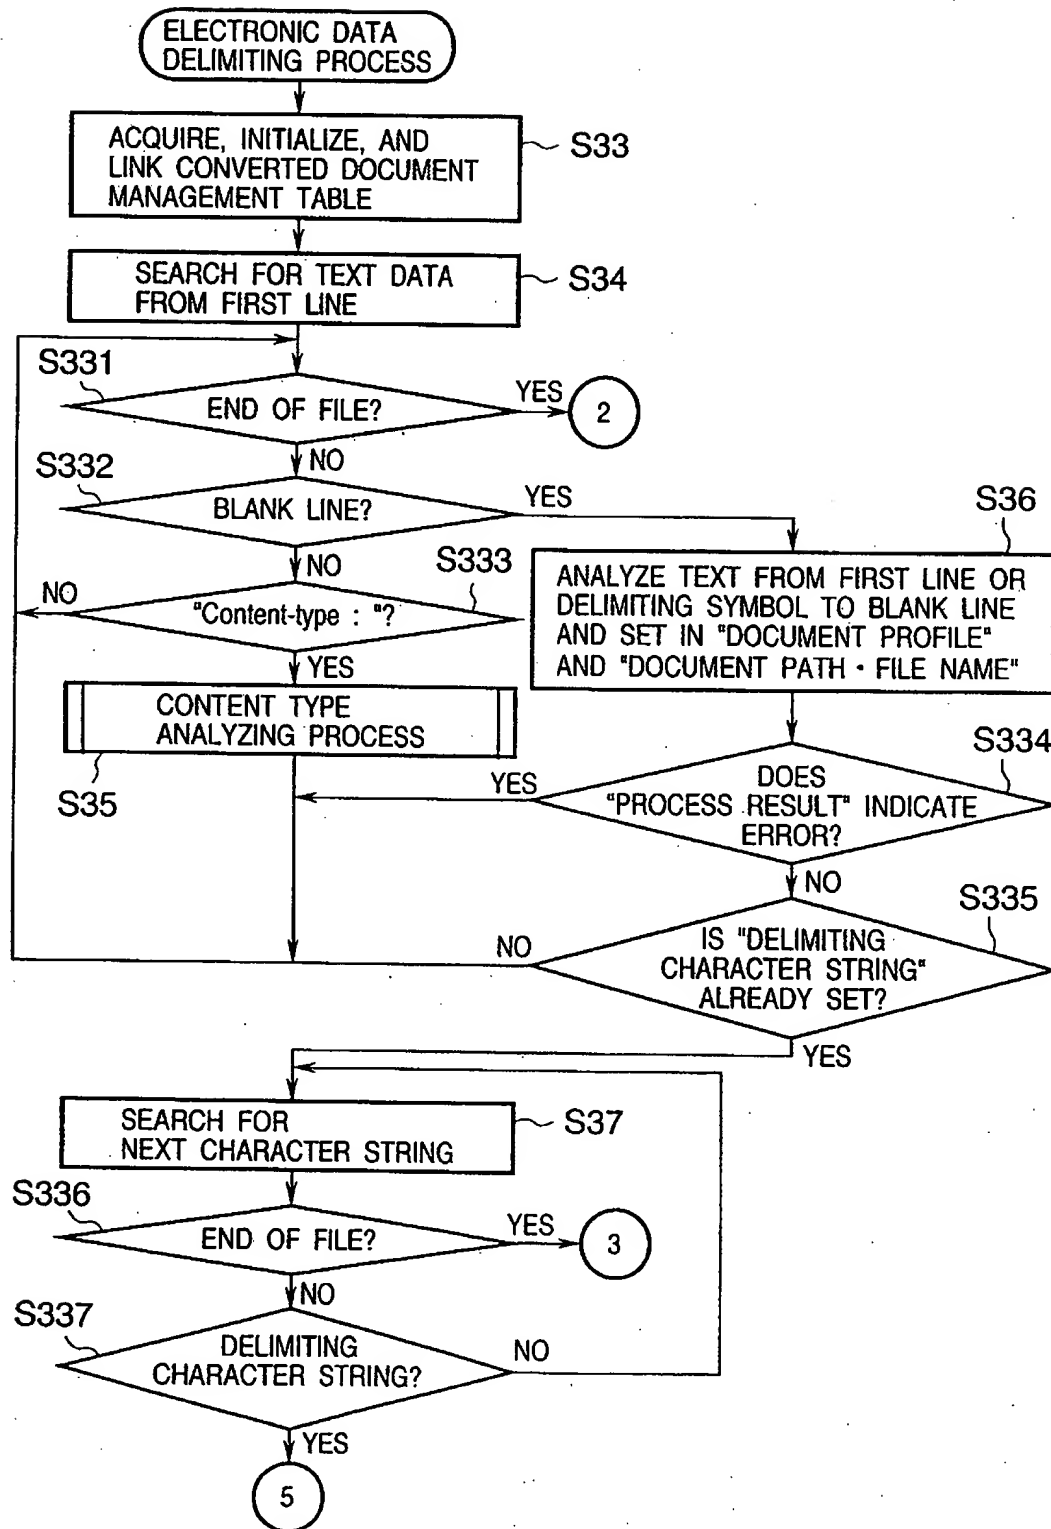 ELECTRONIC DATA
DELIMITING PROCESS
ACQUIRE, INITIALIZE, AND
LINK CONVERTED DOCUMENT
MANAGEMENT TABLE
S33
SEARCH FOR TEXT DATA
FROM FIRST LINE
S34
S331
END OF FILE?
YES
2
NO
S332
BLANK LINE?
YES
S36
NO
S333
ANALYZE TEXT FROM FIRST LINE OR
DELIMITING SYMBOL TO BLANK LINE
AND SET IN "DOCUMENT PROFILE"
AND "DOCUMENT PATH・FILE NAME"
NO
"Content-type : "?
YES
CONTENT TYPE
ANALYZING PROCESS
S35
S334
YES
DOES
"PROCESS RESULT" INDICATE
ERROR?
NO
S335
NO
IS "DELIMITING
CHARACTER STRING"
ALREADY SET?
YES
SEARCH FOR
NEXT CHARACTER STRING
S37
S336
END OF FILE?
YES
3
NO
S337
DELIMITING
CHARACTER STRING?
NO
YES
5